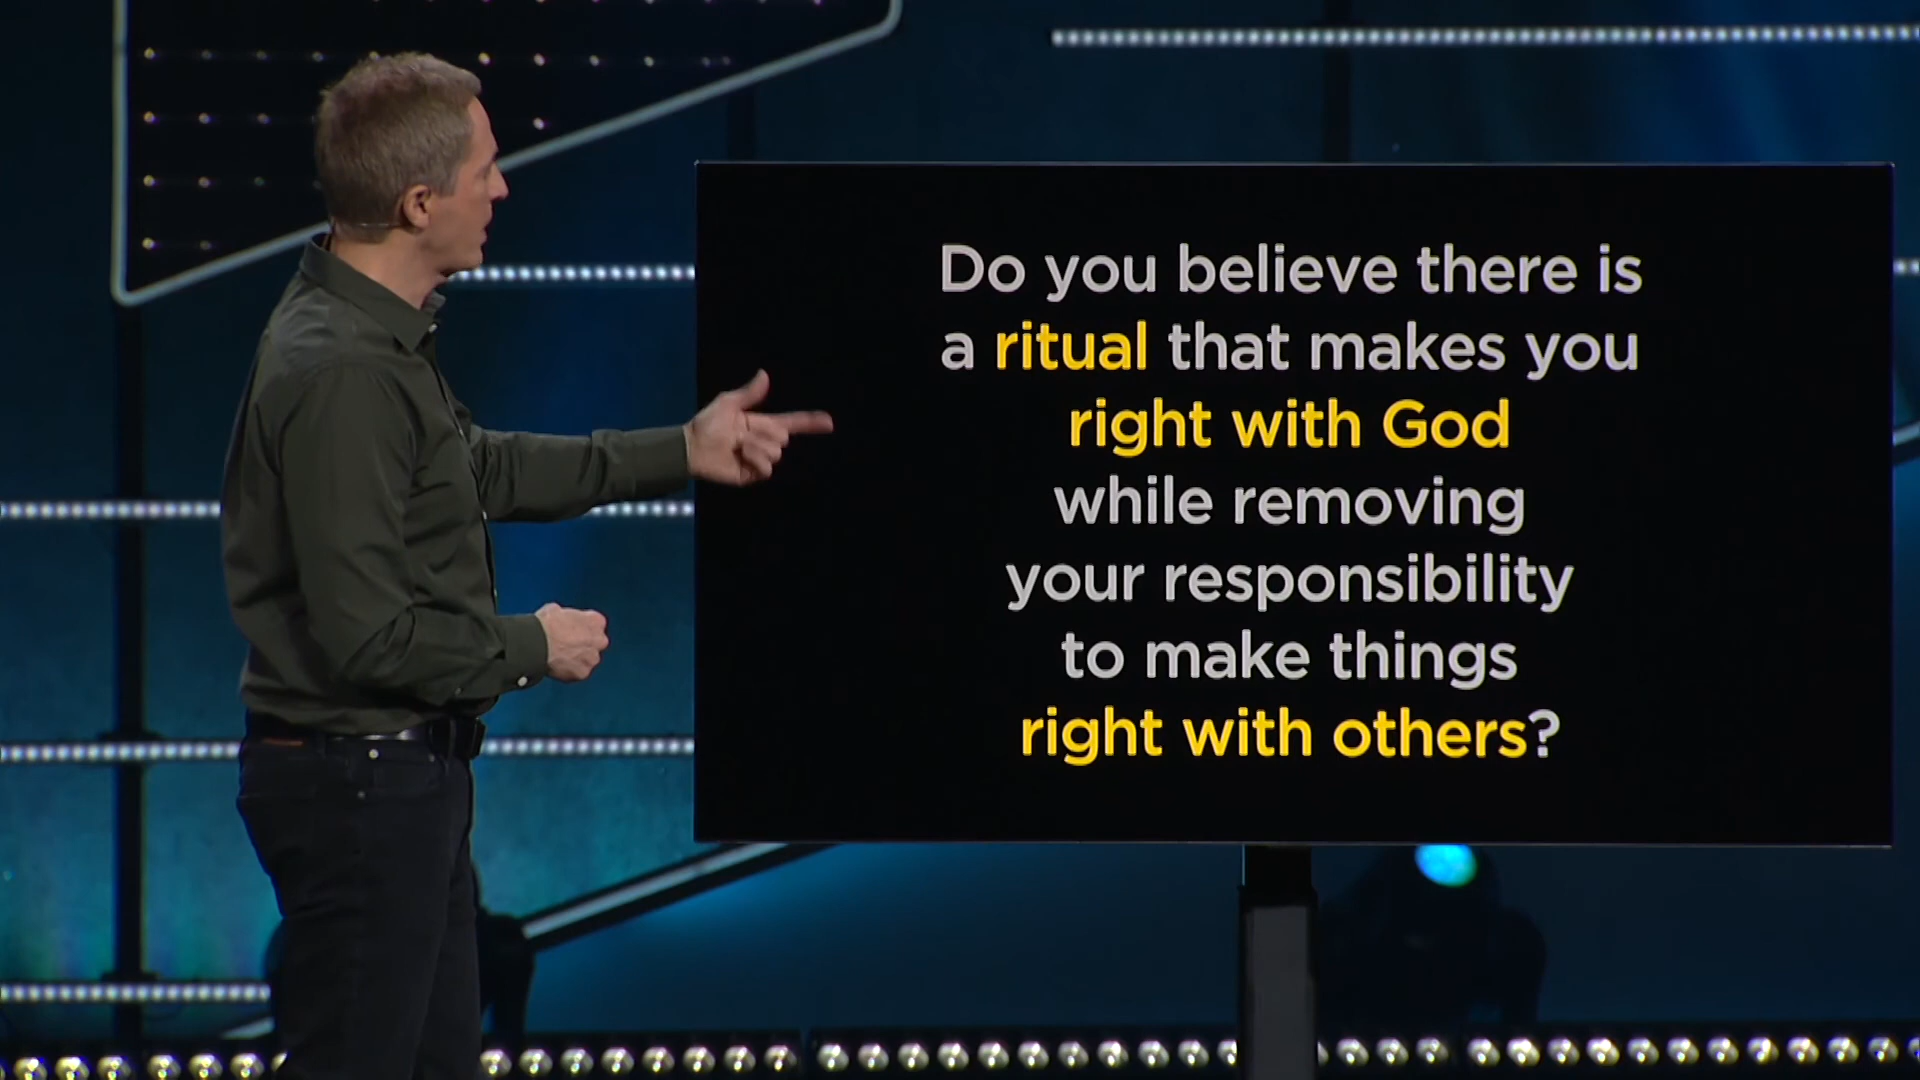 Do you believe there is
a ritual that makes you
right with God
while removing
your responsibility
to make things
right with others?